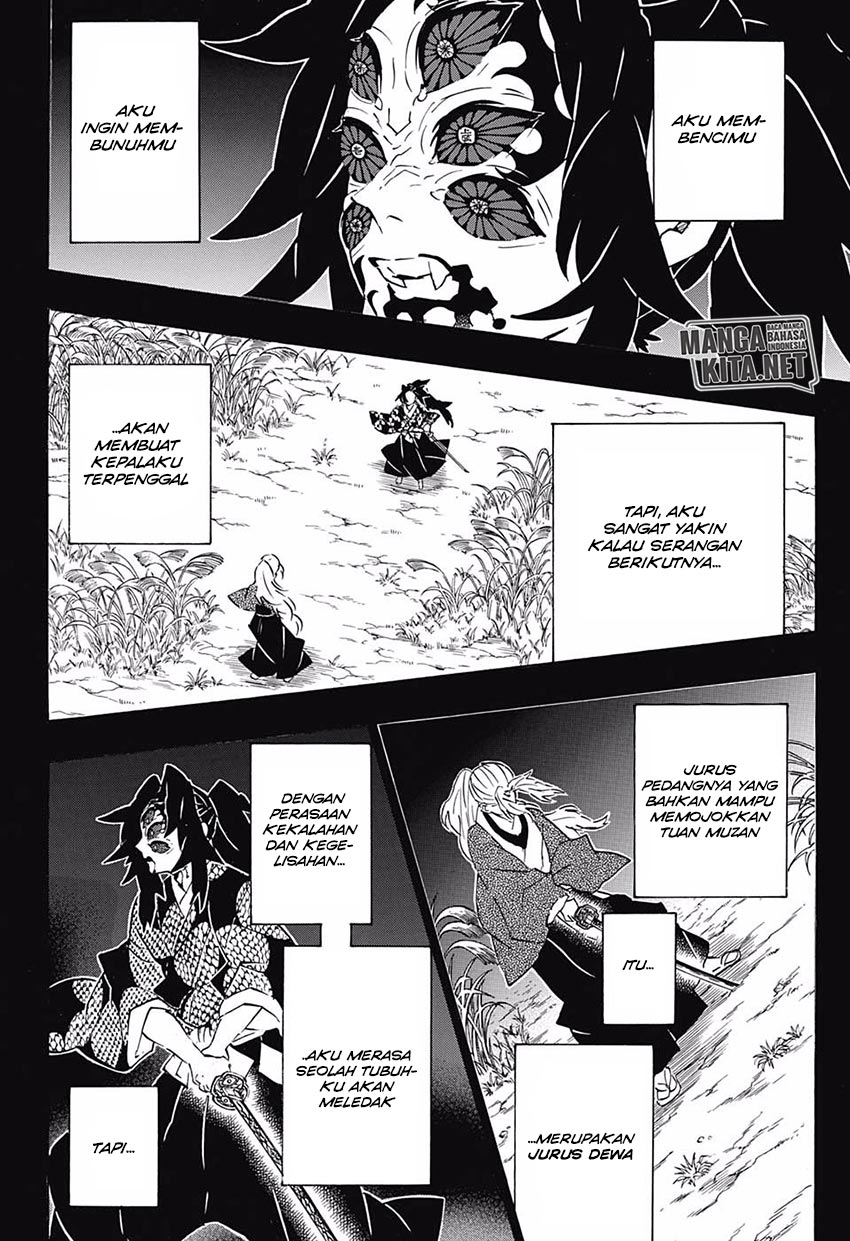 AKU MEM-
BENCIMU
AKU
INGIN MEM-
BUNUHMU
MANGA
KITA.NET
BACA MANGA
BAHASA
INDONESIA
TAPI, AKU
SANGAT YAKIN
KALAU SERANGAN
BERIKUTNYA...
...AKAN
MEMBUAT
KEPALAKU
TERPENGGAL
JURUS
PEDANGNYA YANG
BAHKAN MAMPU
MEMOJOKKAN
TUAN MUZAN
ITU...
...MERUPAKAN
JURUS DEWA
DENGAN
PERASAAN
KEKALAHAN
DAN KEGE-
LISAHAN...
..AKU MERASA
SEOLAH TUBUH-
KU AKAN
MELEDAK
TAPI...